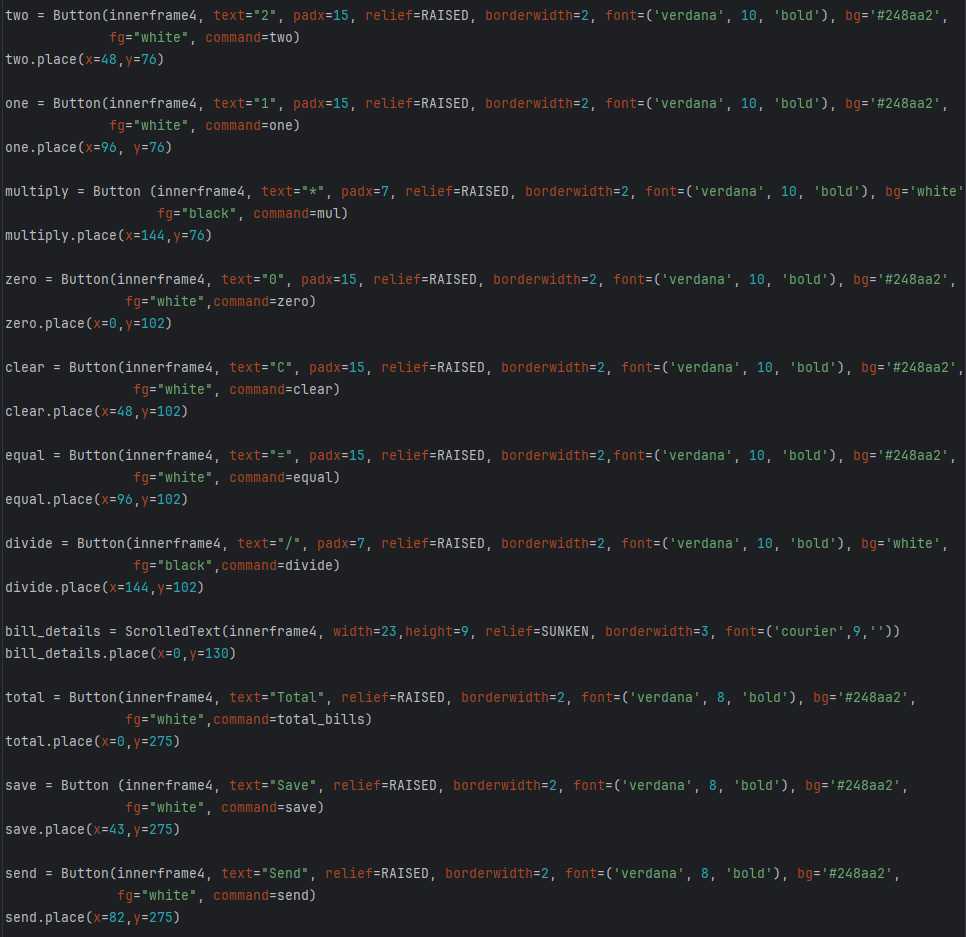 two = Button(innerframe4, text="2", padx=15, relief=RAISED, borderwidth=2, font=('verdana', 10, 'bold'), bg='#248aa2',
             fg="white", command=two)
two.place(x=48,y=76)

one = Button(innerframe4, text="1", padx=15, relief=RAISED, borderwidth=2, font=('verdana', 10, 'bold'), bg='#248aa2',
             fg="white", command=one)
one.place(x=96, y=76)

multiply = Button (innerframe4, text="*", padx=7, relief=RAISED, borderwidth=2, font=('verdana', 10, 'bold'), bg='white'
                   fg="black", command=mul)
multiply.place(x=144,y=76)

zero = Button(innerframe4, text="0", padx=15, relief=RAISED, borderwidth=2, font=('verdana', 10, 'bold'), bg='#248aa2',
               fg="white",command=zero)
zero.place(x=0,y=102)

clear = Button(innerframe4, text="C", padx=15, relief=RAISED, borderwidth=2, font=('verdana', 10, 'bold'), bg='#248aa2',
                fg="white", command=clear)
clear.place(x=48,y=102)

equal = Button(innerframe4, text="=", padx=15, relief=RAISED, borderwidth=2,font=('verdana', 10, 'bold'), bg='#248aa2',
                fg="white", command=equal)
equal.place(x=96,y=102)

divide = Button(innerframe4, text="/", padx=7, relief=RAISED, borderwidth=2, font=('verdana', 10, 'bold'), bg='white',
                fg="black",command=divide)
divide.place(x=144,y=102)

bill_details = ScrolledText(innerframe4, width=23,height=9, relief=SUNKEN, borderwidth=3, font=('courier',9,''))
bill_details.place(x=0,y=130)

total = Button(innerframe4, text="Total", relief=RAISED, borderwidth=2, font=('verdana', 8, 'bold'), bg='#248aa2',
               fg="white",command=total_bills)
total.place(x=0,y=275)

save = Button (innerframe4, text="Save", relief=RAISED, borderwidth=2, font=('verdana', 8, 'bold'), bg='#248aa2',
               fg="white", command=save)
save.place(x=43,y=275)

send = Button(innerframe4, text="Send", relief=RAISED, borderwidth=2, font=('verdana', 8, 'bold'), bg='#248aa2',
              fg="white", command=send)
send.place(x=82,y=275)